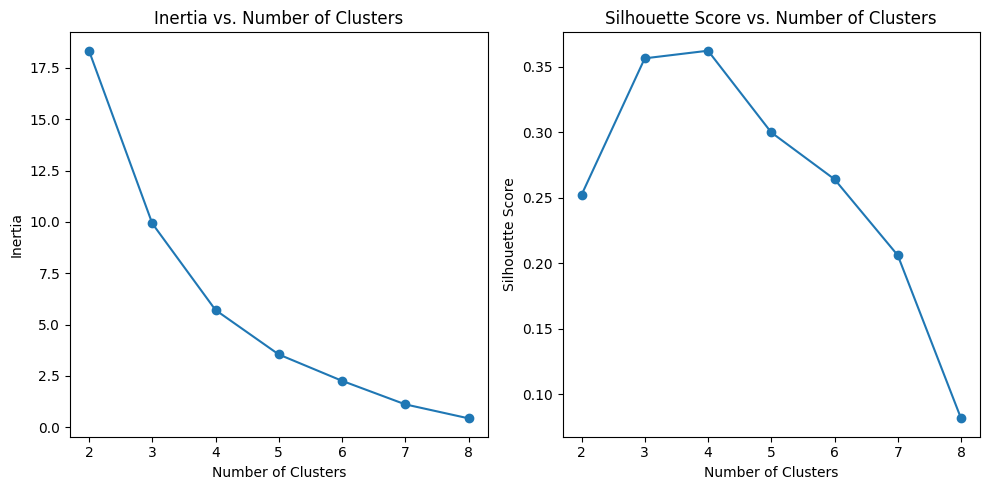 Inertia vs. Number of Clusters
17.5
15.0
12.5
10.0
7.5
5.0
2.5
0.0
Inertia
2 3 4 5 6 7 8
Number of Clusters
Silhouette Score vs. Number of Clusters
0.35
0.30
0.25
0.20
0.15
0.10
Silhouette Score
2 3 4 5 6 7 8
Number of Clusters